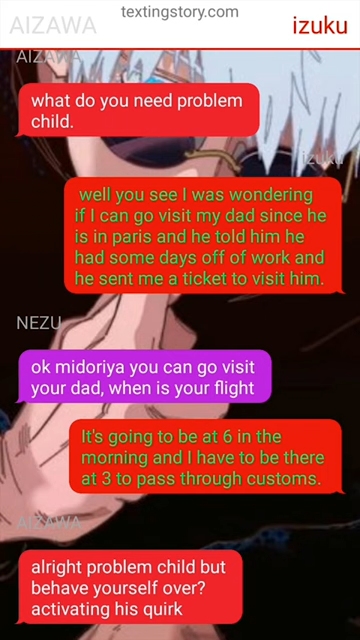 textingstory.com
AIZAWA
izuku
AIZAWA
what do you need problem
child.
izuku
well you see I was wondering
if I can go visit my dad since he
is in paris and he told him he
had some days off of work and
he sent me a ticket to visit him.
NEZU
ok midoriya you can go visit
your dad, when is your flight
It's going to be at 6 in the
morning and I have to be there
at 3 to pass through customs.
AIZAWA
alright problem child but
behave yourself over?
activating his quirk